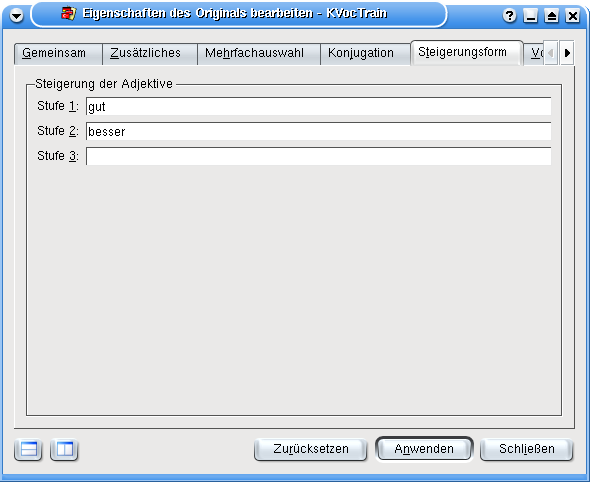 Eigenschaften des Originals bearbeiten - KVocTrain
Gemeinsam Zusätzliches Mehrfachauswahl Konjugation Steigerungsform
Steigerung der Adjektive
Stufe 1: gut
Stufe 2: besser
Stufe 3:
Zurücksetzen Anwenden Schließen